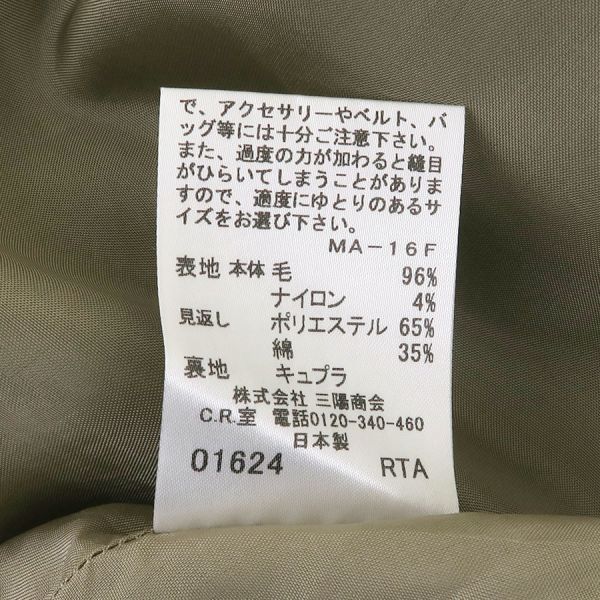 で、アクセサリーやベルト、バ
ッグ等には十分ご注意下さい。
また、過度の力が加わると縫目
がひらいてしまうことがありま
すので、適度にゆとりのあるサ
イズをお選び下さい。
MA-16F
表地 本体 毛 96%
ナイロン 4%
見返し ポリエステル 65%
綿 35%
裏地 キュプラ
株式会社 三陽商会
C.R.室 電話0120-340-460
日本製
01624 RTA